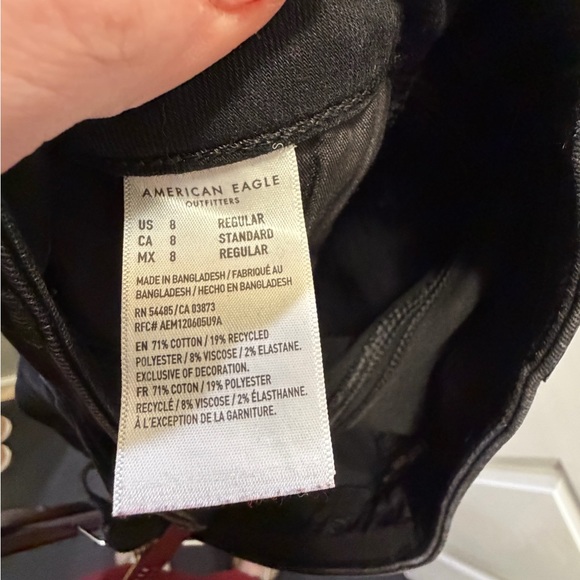 AMERICAN EAGLE
OUTFITTERS
US 8 REGULAR
CA 8 STANDARD
MX 8 REGULAR
MADE IN BANGLADESH / FABRIQUÉ AU
BANGLADESH / HECHO EN BANGLADESH
RN 54485/CA 03873
RFC# AEM120605U9A
EN 71% COTTON / 19% RECYCLED
POLYESTER / 8% VISCOSE / 2% ELASTANE.
EXCLUSIVE OF DECORATION.
FR 71% COTON / 19% POLYESTER
RECYCLÉ / 8% VISCOSE / 2% ÉLASTHANNE.
À L'EXCEPTION DE LA GARNITURE.